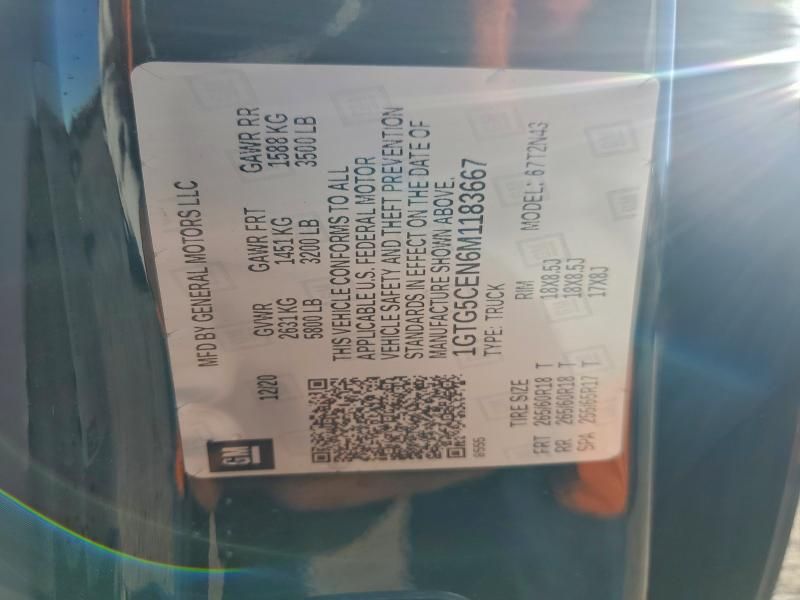 GM
MFD BY GENERAL MOTORS LLC
12/20
GVWR GAWR FRT GAWR RR
2631 KG 1451 KG 1588 KG
5800 LB 3200 LB 3500 LB
THIS VEHICLE CONFORMS TO ALL
APPLICABLE U.S. FEDERAL MOTOR
VEHICLE SAFETY AND THEFT PREVENTION
STANDARDS IN EFFECT ON THE DATE OF
MANUFACTURE SHOWN ABOVE.
1GTG5CEN6M1183667
8555 TYPE: TRUCK
TIRE SIZE RIM MODEL: 67T2N43
FRT 265/60R18 T 18X8.5J
RR 265/60R18 T 18X8.5J
SPA 255/65R17 T 17X8J